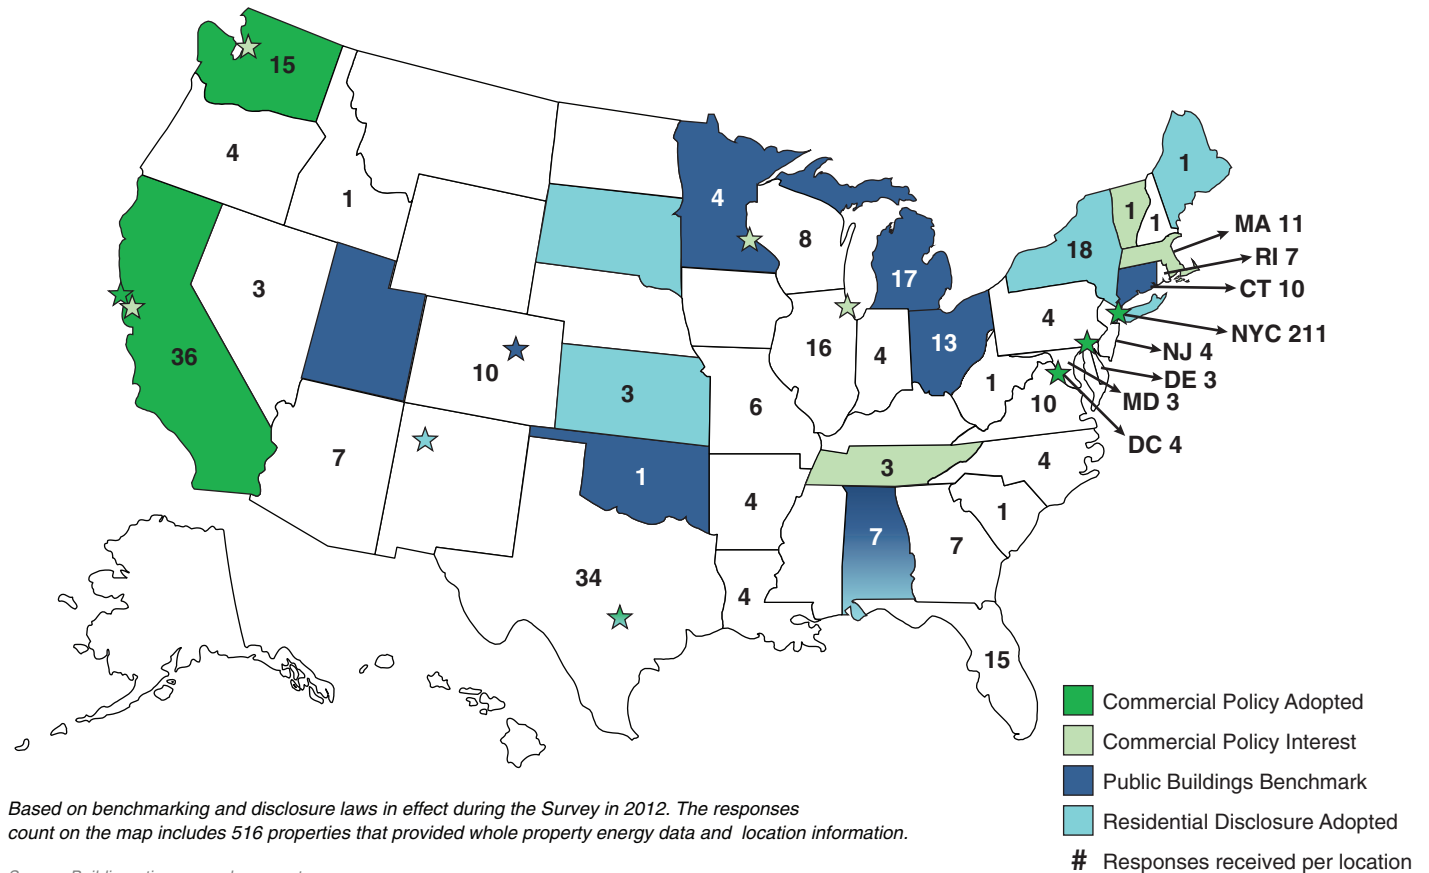 15
4
1
4
8
17
1
1
1
MA 11
RI 7
CT 10
NYC 211
NJ 4
DE 3
MD 3
DC 4
18
3
36
10
3
6
16
4
13
4
1
10
7
1
4
3
4
1
7
7
34
4
15
Commercial Policy Adopted
Commercial Policy Interest
Public Buildings Benchmark
Residential Disclosure Adopted
# Responses received per location
Based on benchmarking and disclosure laws in effect during the Survey in 2012. The responses
count on the map includes 516 properties that provided whole property energy data and location information.